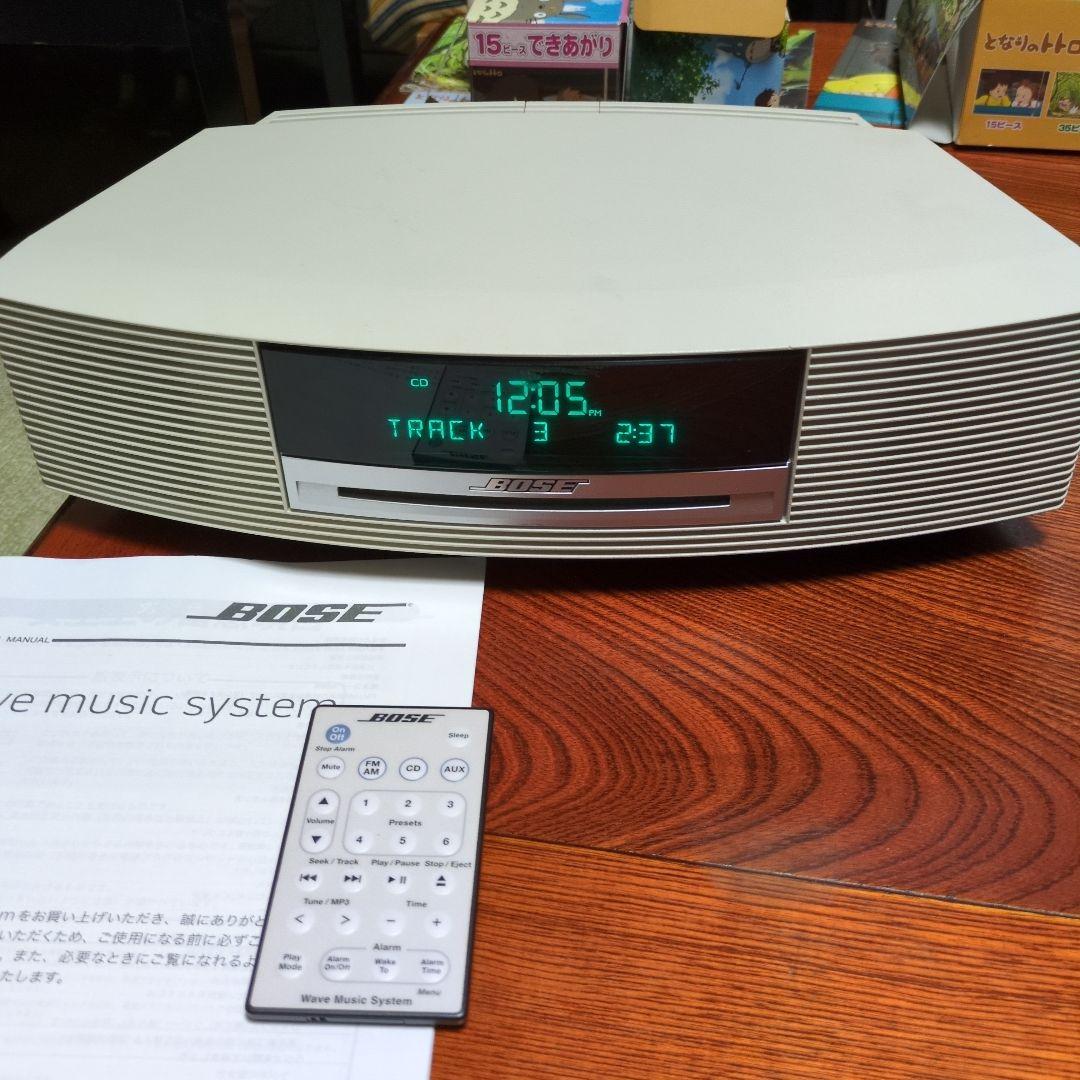 15ピース できあがり
となりのトトロ
15ピース
35ピ
CD
12:05 PM
TRACK 3 2:37
BOSE
BOSE
MANUAL
ve music system
mをお買い上げいただき、誠にありがと
いただくため、ご使用になる前に必ずご
。また、必要なときにご覧になれるよ
たします。
BOSE
On Off
Sleep
Stop Alarm
Mute
FM AM
CD
AUX
1 2 3
Volume
Presets
4 5 6
Seek / Track Play/Pause Stop / Eject
Tune / MP3 Time
< > − +
Alarm
Play Mode
Alarm On/Off
Wake To
Alarm Time
Menu
Wave Music System